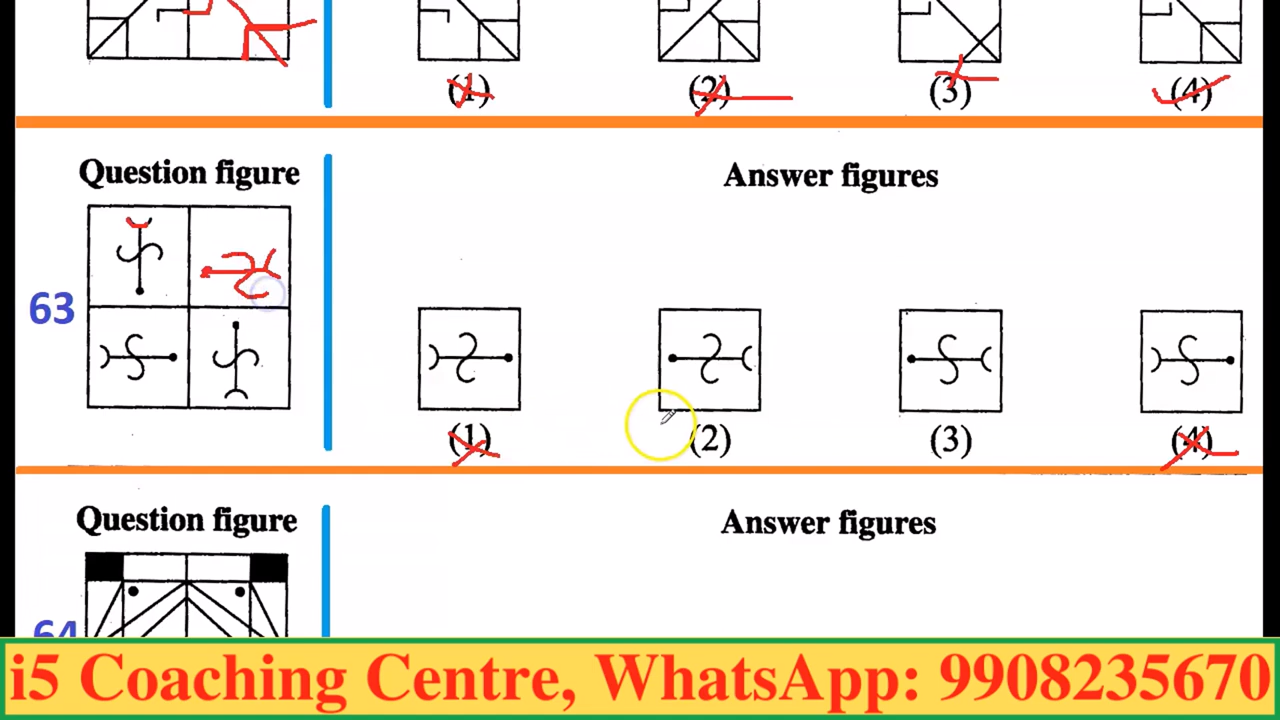 (1) (2) (3) (4)
Question figure Answer figures
63
(1) (2) (3) (4)
Question figure Answer figures
64
i5 Coaching Centre, WhatsApp: 9908235670